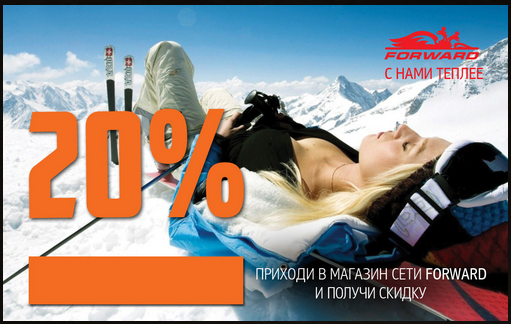 FORWARD
С НАМИ ТЕПЛЕЕ
20%
ПРИХОДИ В МАГАЗИН СЕТИ FORWARD
И ПОЛУЧИ СКИДКУ